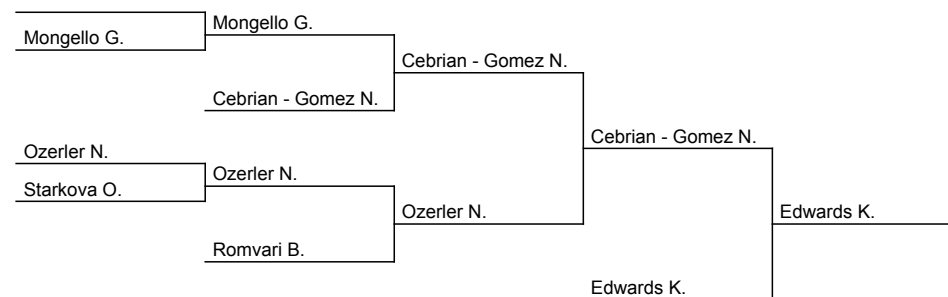 Mongello G.
Mongello G.
Cebrian - Gomez N.
Cebrian - Gomez N.
Cebrian - Gomez N.
Ozerler N.
Starkova O.
Ozerler N.
Ozerler N.
Romvari B.
Edwards K.
Edwards K.